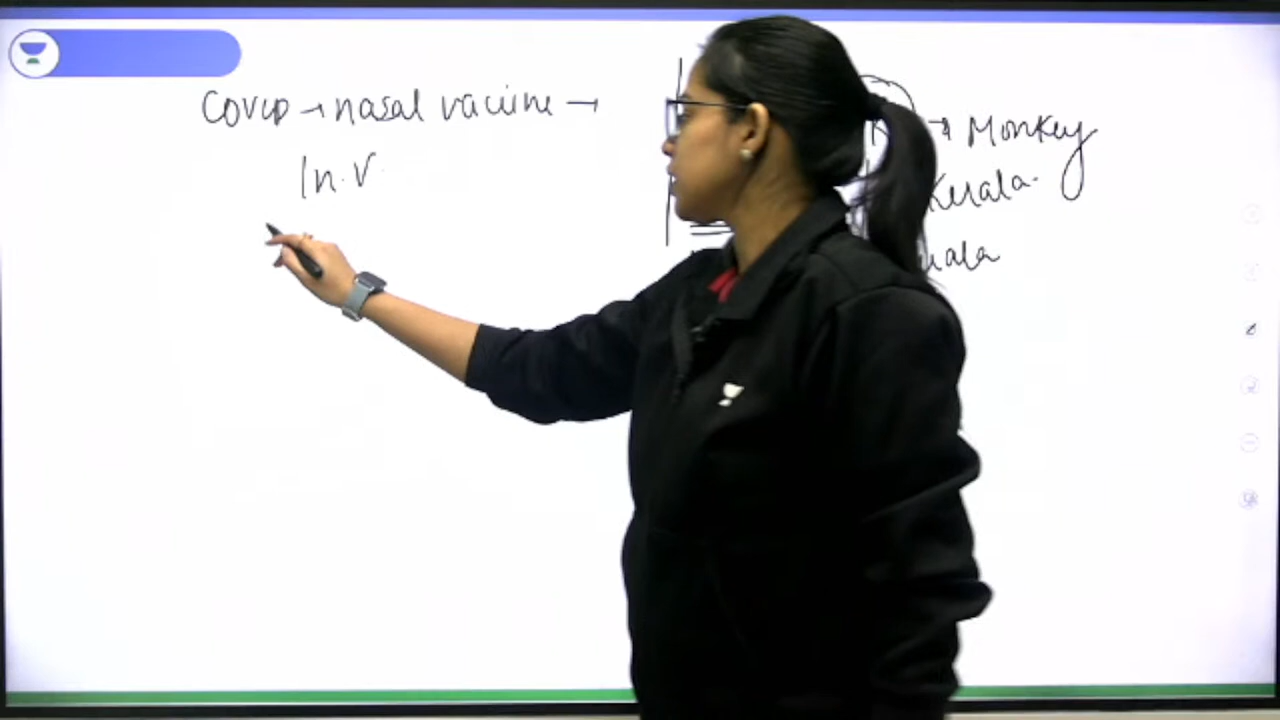 COVID → nasal vaccine →
In. V
K → Monkey
Kerala.